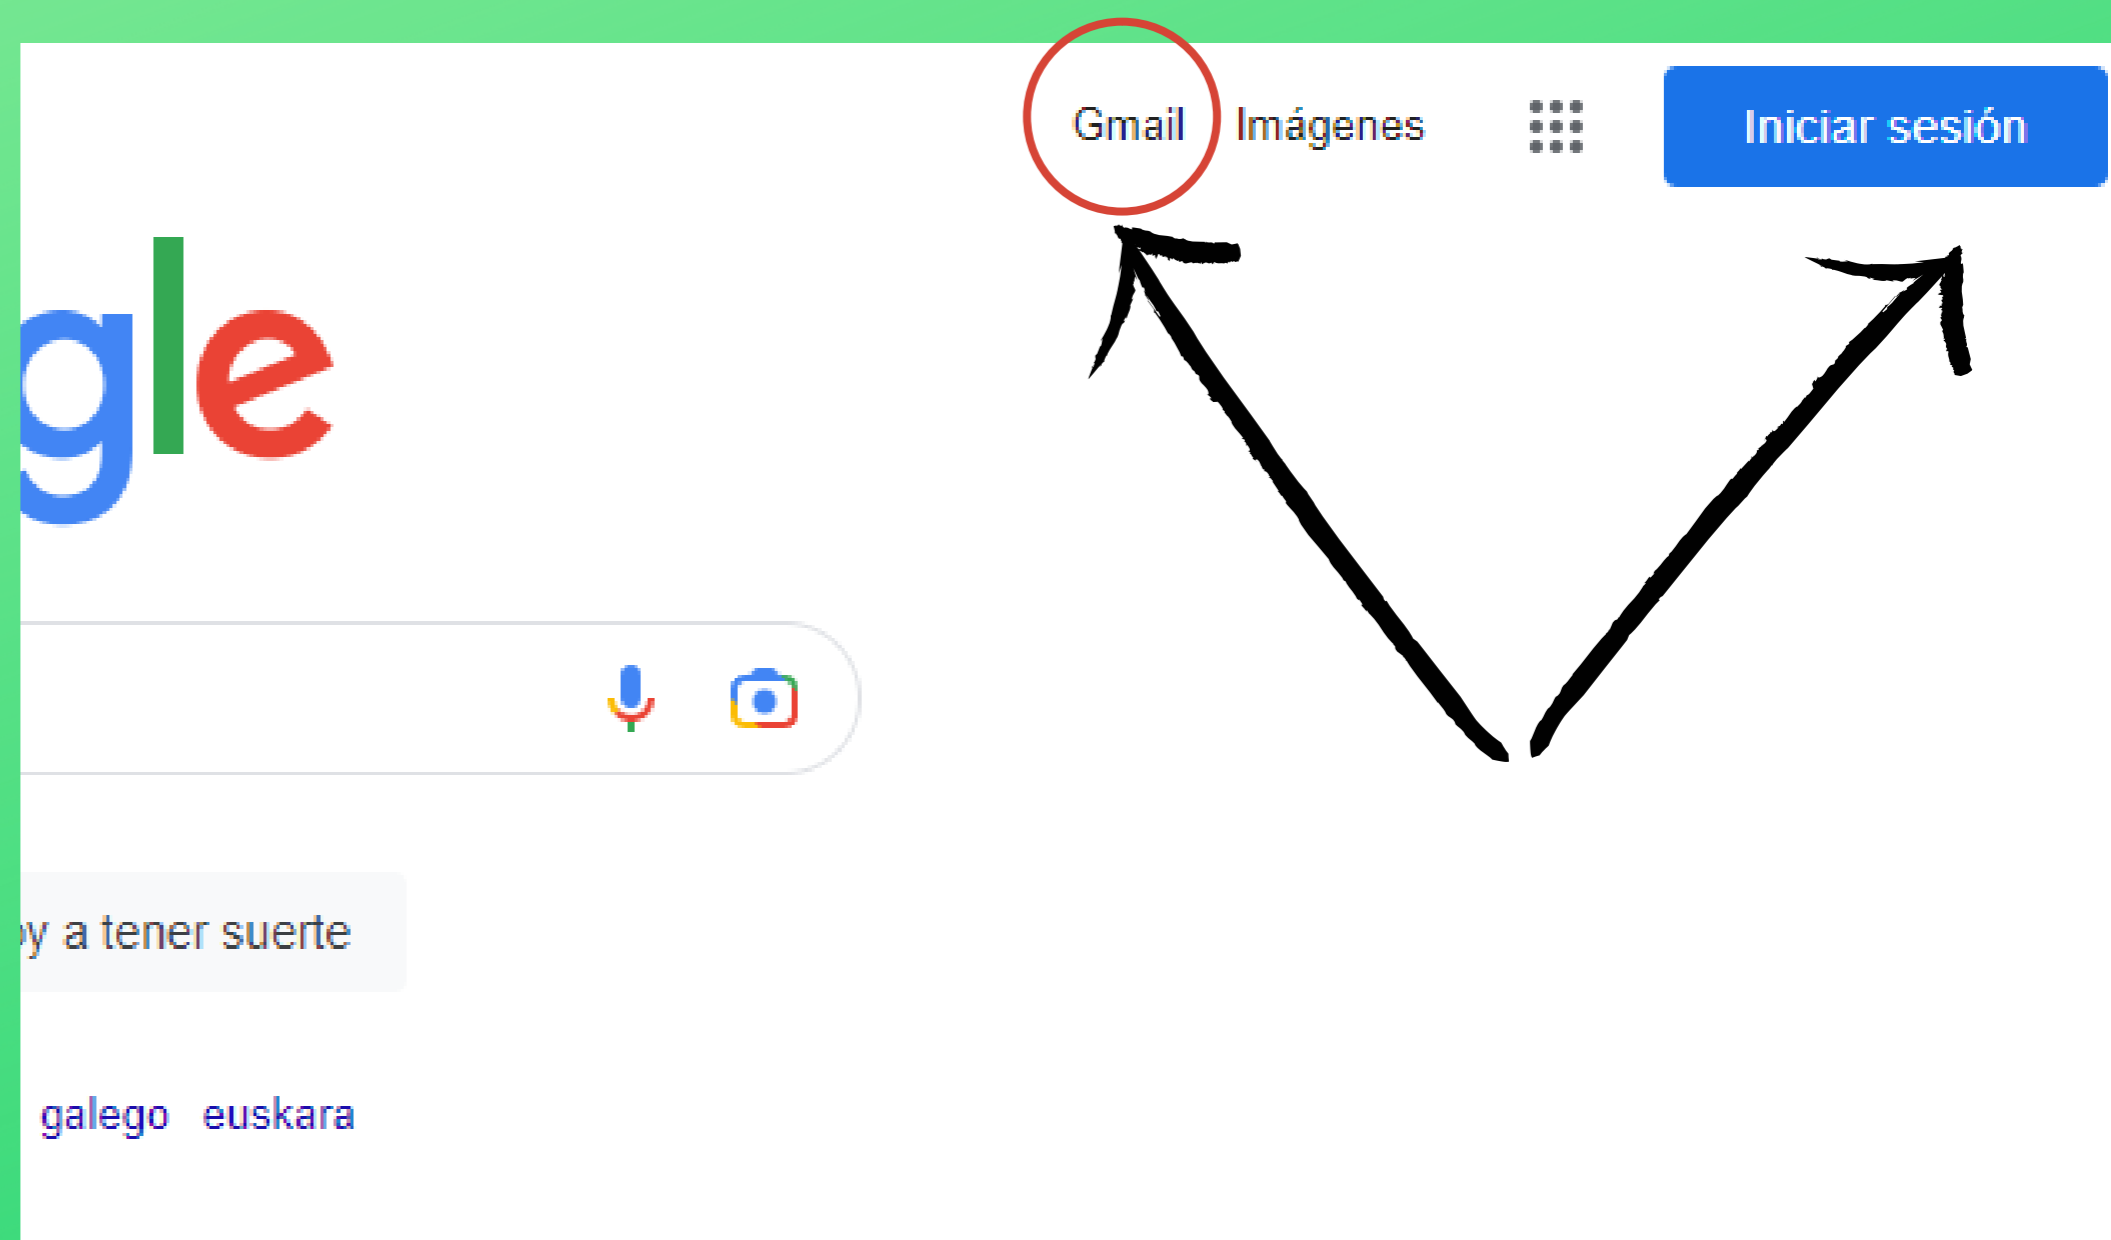 Gmail Imágenes Iniciar sesión
gle
y a tener suerte
galego euskara